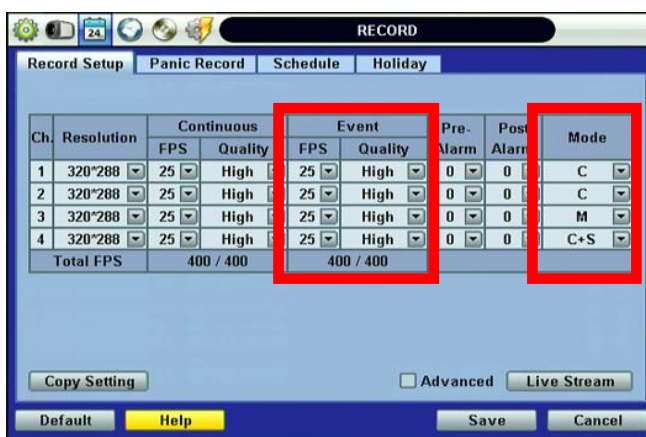 24
RECORD
Record Setup Panic Record Schedule Holiday
Ch. Resolution Continuous Event Pre-Alarm Post Alarm Mode
FPS Quality FPS Quality
1 320*288 25 High 25 High 0 0 C
2 320*288 25 High 25 High 0 0 C
3 320*288 25 High 25 High 0 0 M
4 320*288 25 High 25 High 0 0 C+S
Total FPS 400 / 400 400 / 400
Copy Setting Advanced Live Stream
Default Help Save Cancel